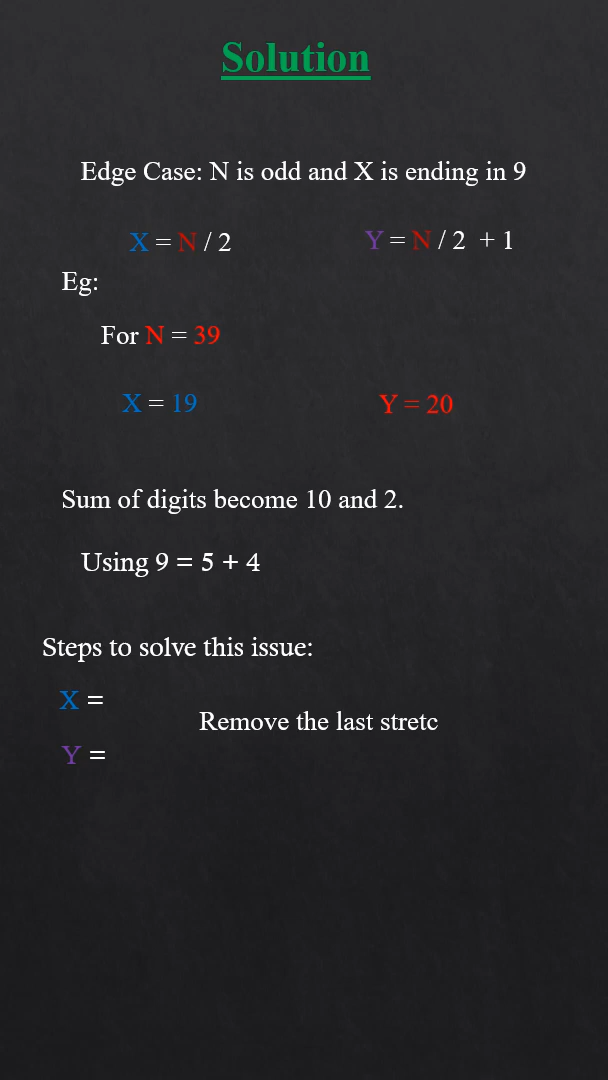 Solution
Edge Case: N is odd and X is ending in 9
X = N / 2
Y = N / 2 + 1
Eg:
For N = 39
X = 19
Y = 20
Sum of digits become 10 and 2.
Using 9 = 5 + 4
Steps to solve this issue:
X =
Remove the last stretc
Y =